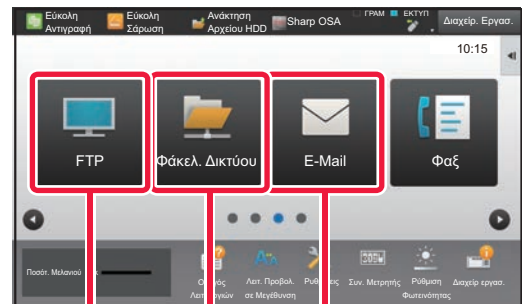 Εύκολη
Αντιγραφή
Εύκολη
Σάρωση
Ανάκτηση
Αρχείου HDD
Sharp OSA
ΓΡΑΜ
ΕΚΤΥΠ
Διαχείρ. Εργασ.
10:15
FTP
Φάκελ. Δικτύου
E-Mail
Φαξ
Ποσότ. Μελανιού
Λειτ. Προβολ.
σε Μεγέθυνση
Συν. Μετρητής
Ρύθμιση
Φωτεινότητας
Διαχείρ εργασ.